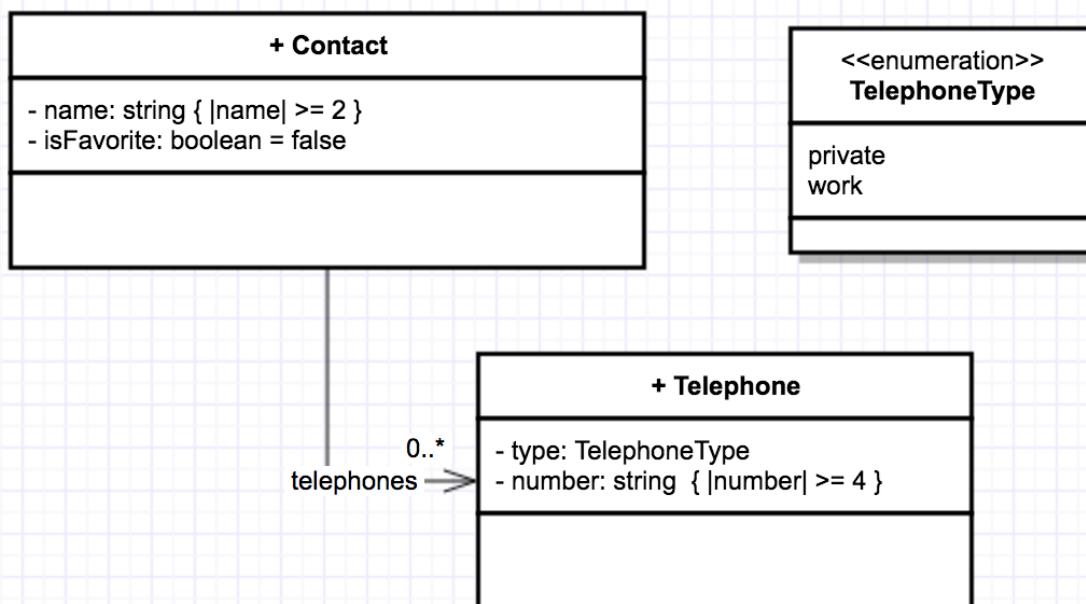 + Contact
- name: string { |name| >= 2 }
- isFavorite: boolean = false
<<enumeration>>
TelephoneType
private
work
0..*
telephones
+ Telephone
- type: TelephoneType
- number: string  { |number| >= 4 }